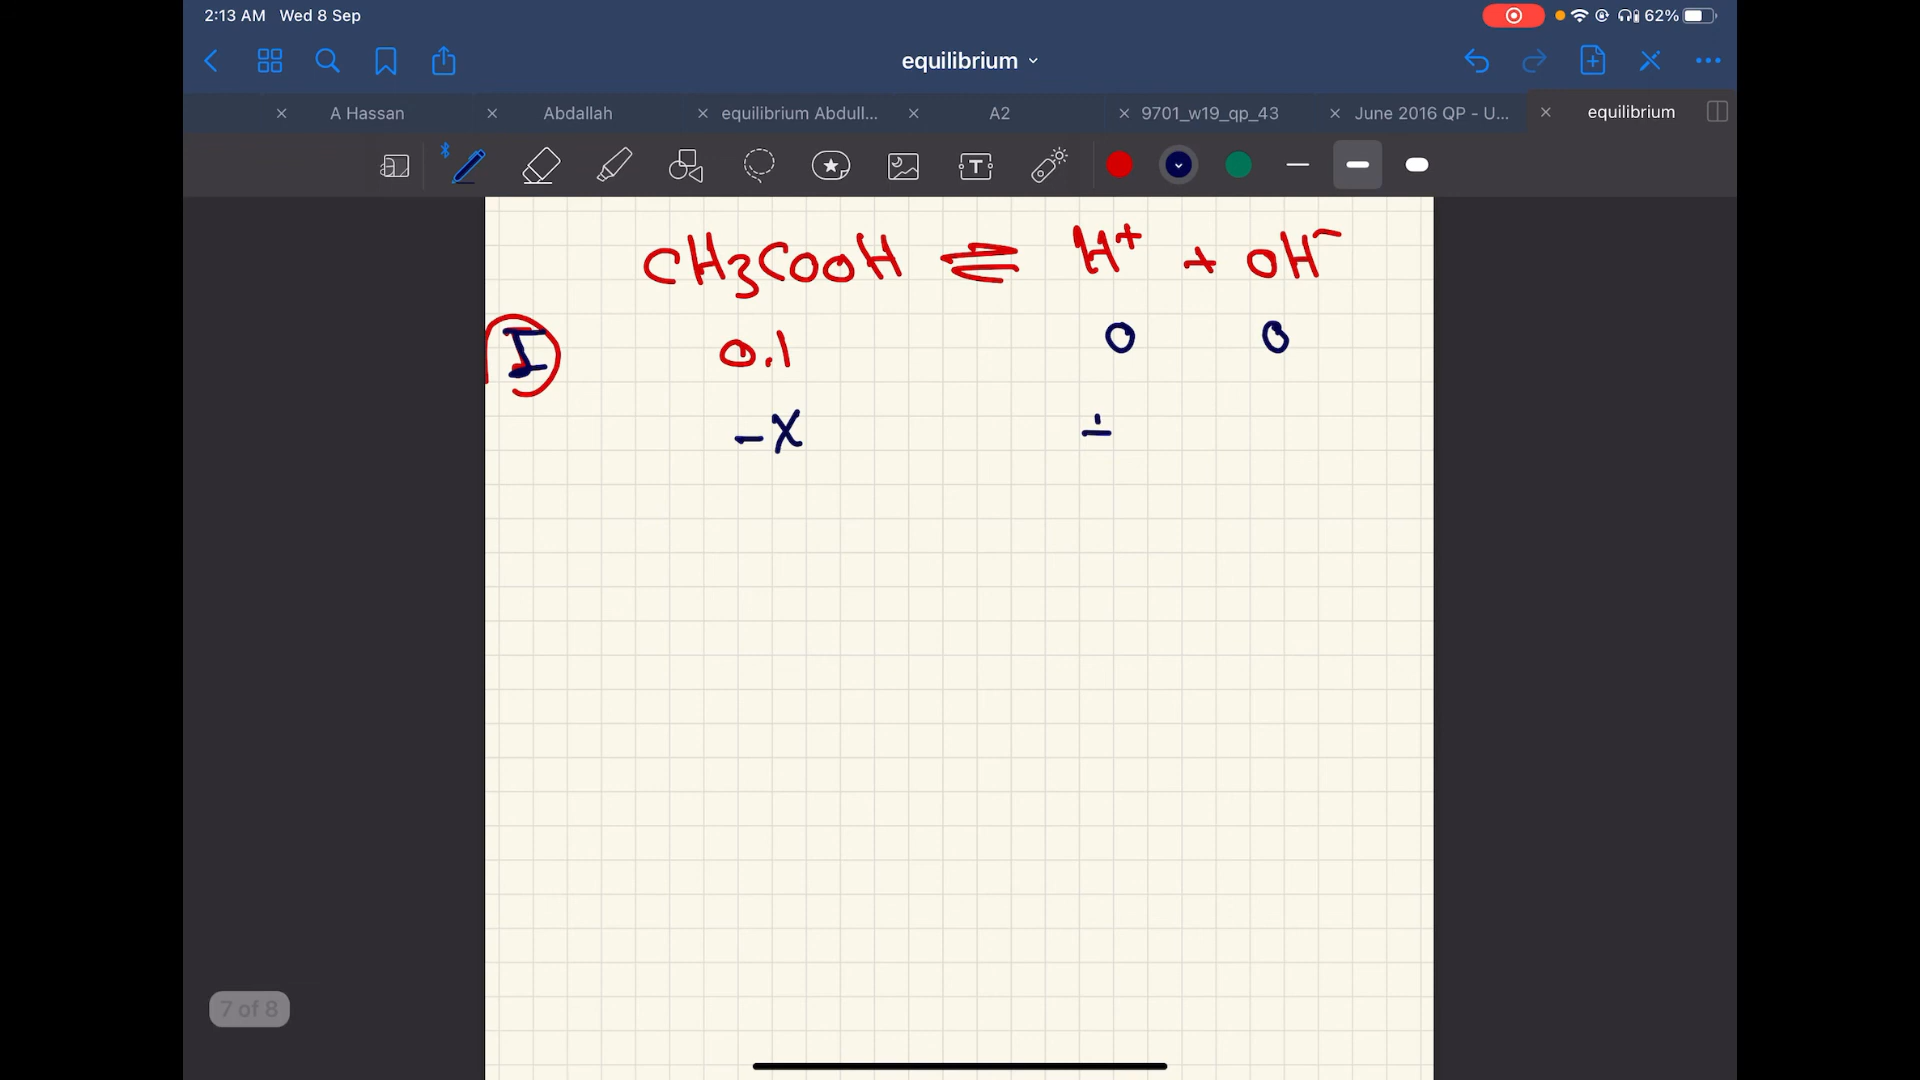 2:13 AM Wed 8 Sep 62%
equilibrium
A Hassan Abdallah equilibrium Abdull... A2 9701_w19_qp_43 June 2016 QP - U... equilibrium
CH3COOH ⇌ H⁺ + OH⁻
I 0.1 0 0
-X
7 of 8